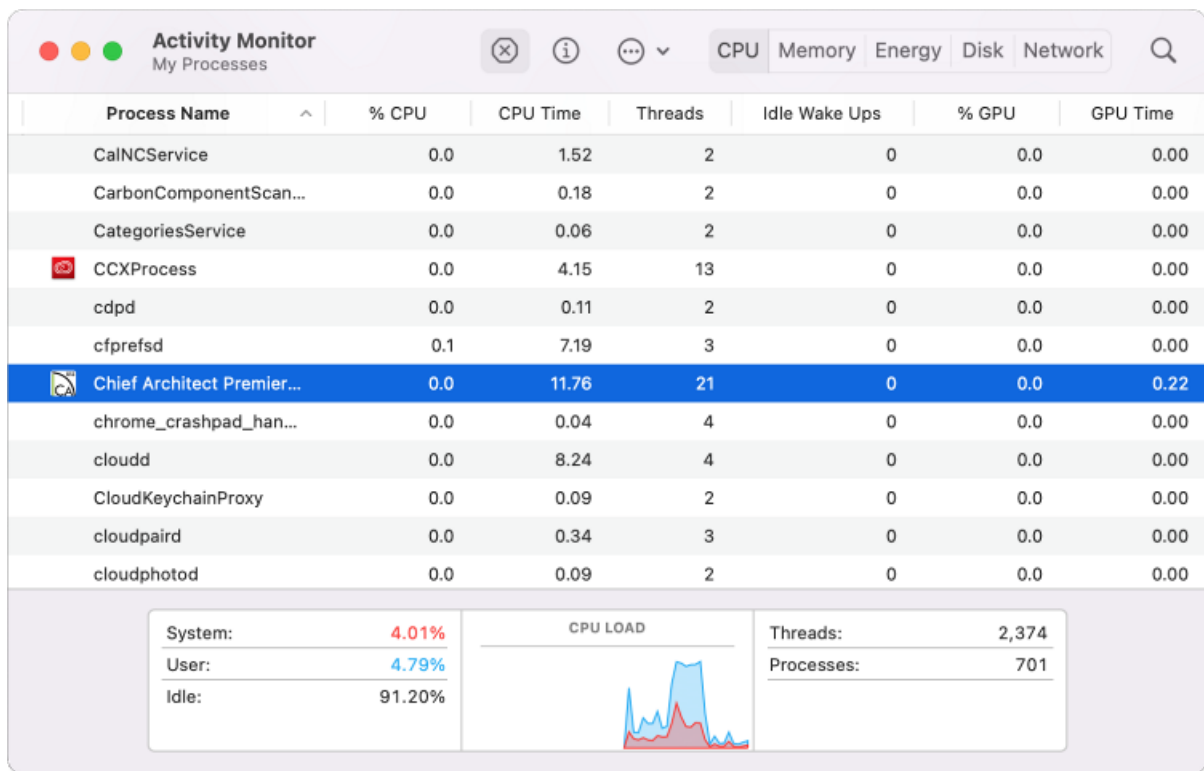 Activity Monitor
My Processes
CPU Memory Energy Disk Network
Process Name % CPU CPU Time Threads Idle Wake Ups % GPU GPU Time
CalNCService 0.0 1.52 2 0 0.0 0.00
CarbonComponentScan... 0.0 0.18 2 0 0.0 0.00
CategoriesService 0.0 0.06 2 0 0.0 0.00
CCXProcess 0.0 4.15 13 0 0.0 0.00
cdpd 0.0 0.11 2 0 0.0 0.00
cfprefsd 0.1 7.19 3 0 0.0 0.00
CA Chief Architect Premier... 0.0 11.76 21 0 0.0 0.22
chrome_crashpad_han... 0.0 0.04 4 0 0.0 0.00
cloudd 0.0 8.24 4 0 0.0 0.00
CloudKeychainProxy 0.0 0.09 2 0 0.0 0.00
cloudpaird 0.0 0.34 3 0 0.0 0.00
cloudphotod 0.0 0.09 2 0 0.0 0.00
System: 4.01% CPU LOAD Threads: 2,374
User: 4.79% Processes: 701
Idle: 91.20%